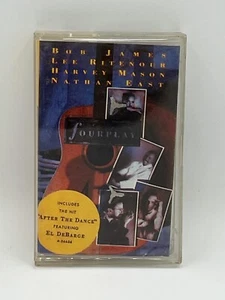 BOB JAMES
LEE RITENOUR
HARVEY MASON
NATHAN EAST
fOURPLAY
INCLUDES
THE HIT
"AFTER THE DANCE"
FEATURING
EL DEBARGE